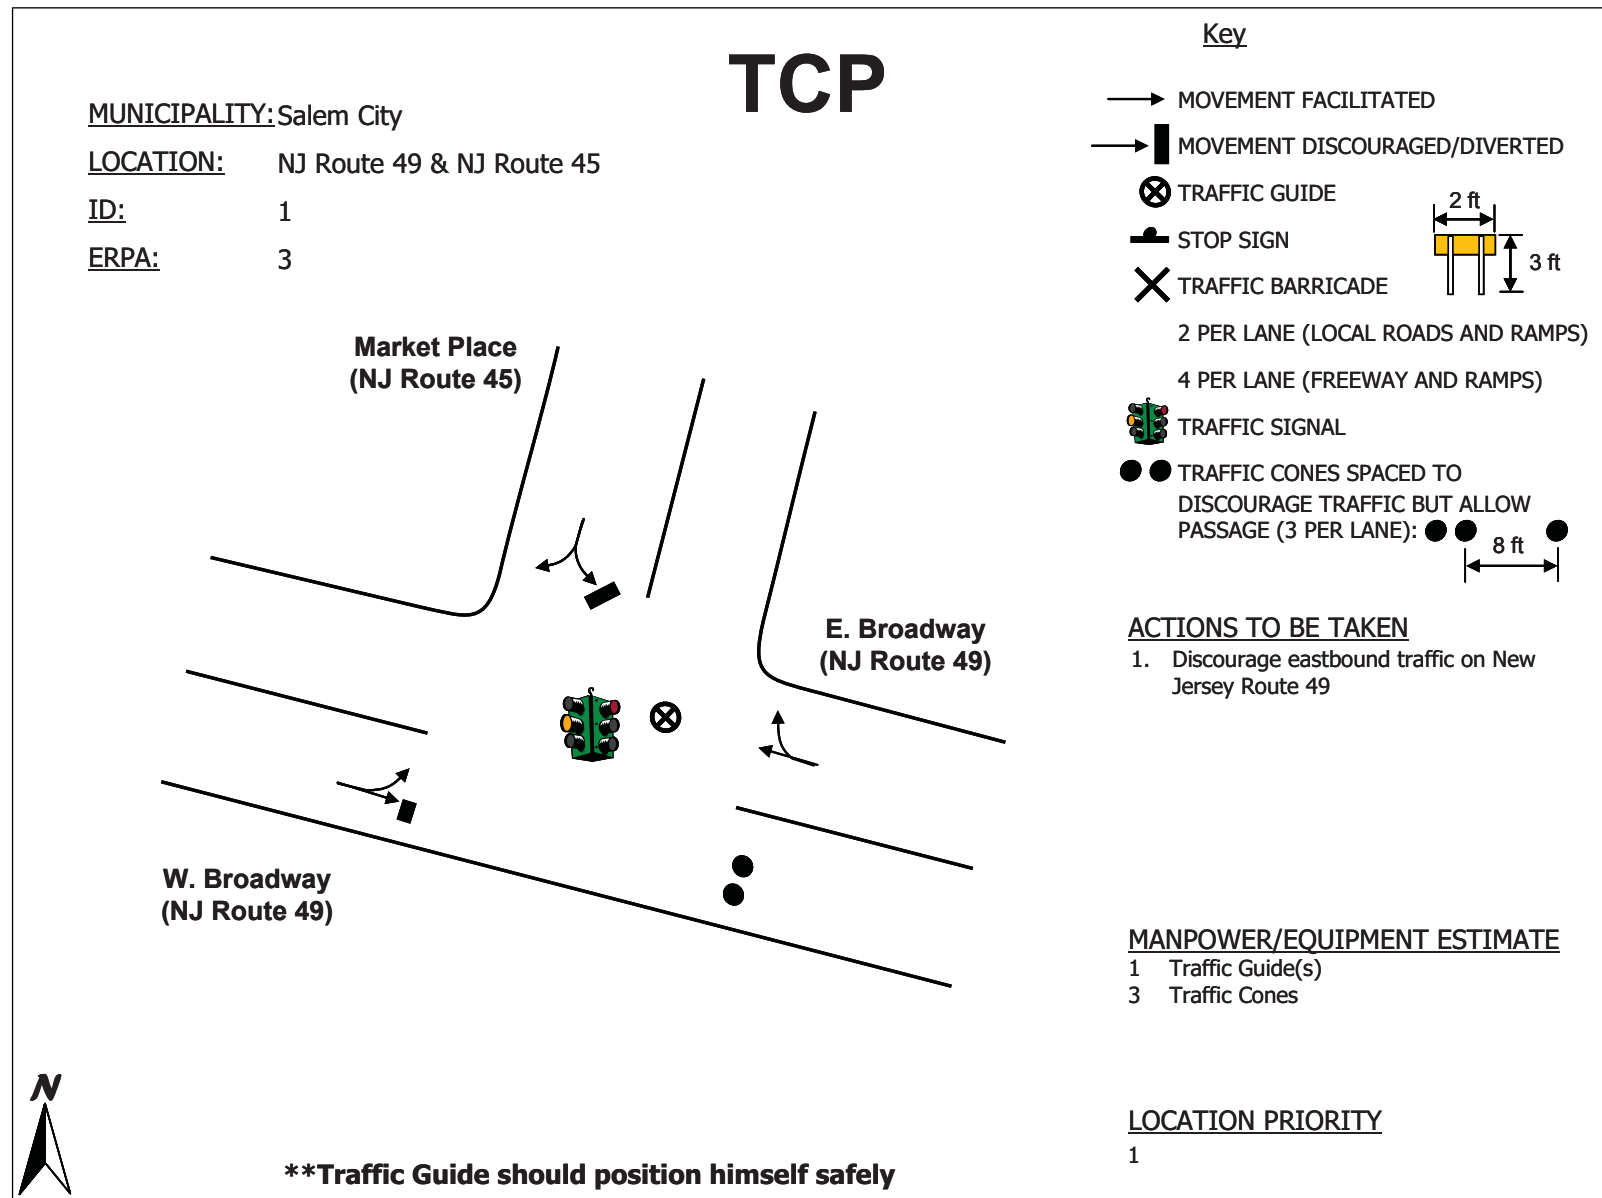 TCP
MUNICIPALITY: Salem City
LOCATION: NJ Route 49 & NJ Route 45
ID: 1
ERPA: 3
Key
MOVEMENT FACILITATED
MOVEMENT DISCOURAGED/DIVERTED
TRAFFIC GUIDE
STOP SIGN
TRAFFIC BARRICADE
2 ft
3 ft
2 PER LANE (LOCAL ROADS AND RAMPS)
4 PER LANE (FREEWAY AND RAMPS)
TRAFFIC SIGNAL
TRAFFIC CONES SPACED TO
DISCOURAGE TRAFFIC BUT ALLOW
PASSAGE (3 PER LANE):
8 ft
Market Place
(NJ Route 45)
E. Broadway
(NJ Route 49)
W. Broadway
(NJ Route 49)
ACTIONS TO BE TAKEN
1. Discourage eastbound traffic on New
Jersey Route 49
MANPOWER/EQUIPMENT ESTIMATE
1 Traffic Guide(s)
3 Traffic Cones
LOCATION PRIORITY
1
N
**Traffic Guide should position himself safely